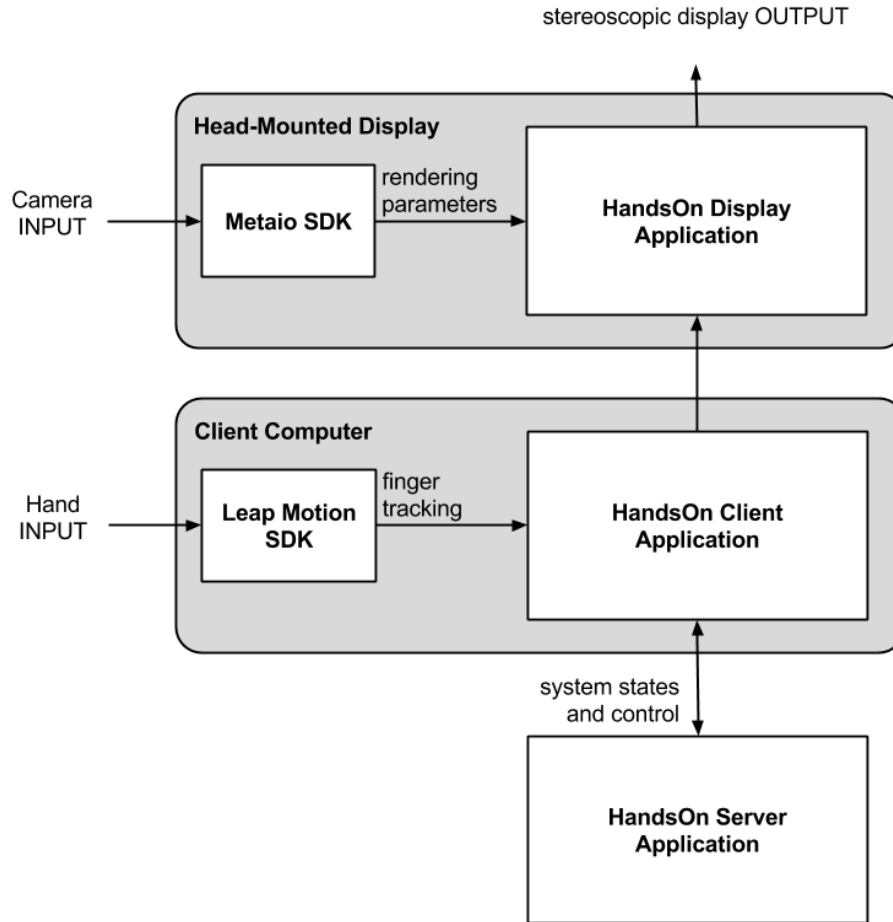 stereoscopic display OUTPUT
Head-Mounted Display
Camera
INPUT
Metaio SDK
rendering
parameters
HandsOn Display
Application
Client Computer
Hand
INPUT
Leap Motion
SDK
finger
tracking
HandsOn Client
Application
system states
and control
HandsOn Server
Application